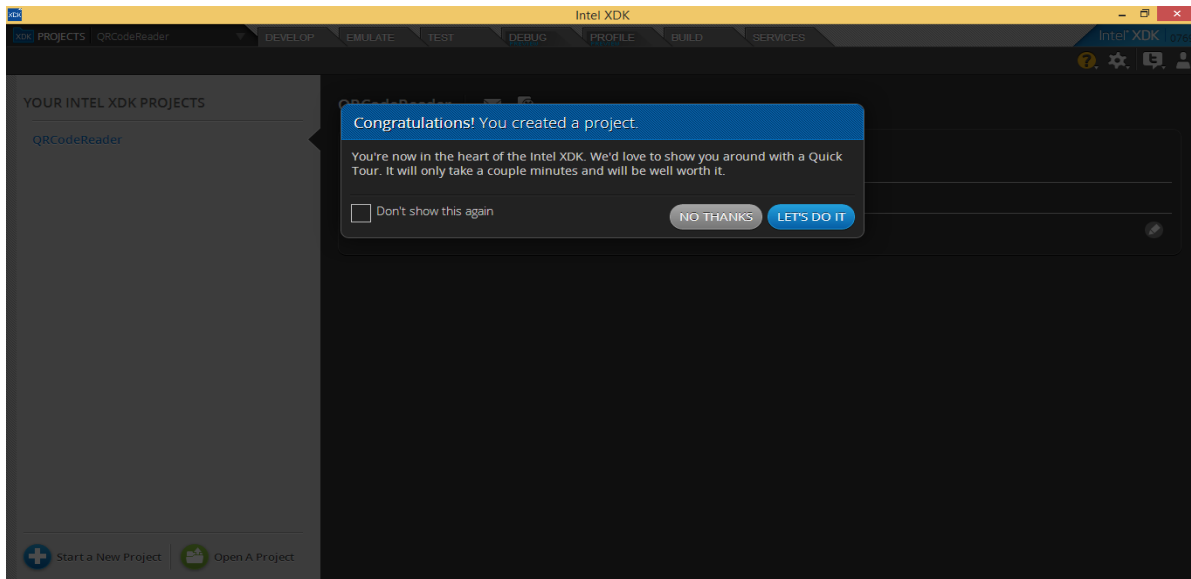 XDK
Intel XDK
XDK PROJECTS QRCodeReader DEVELOP EMULATE TEST DEBUG PROFILE BUILD SERVICES Intel® XDK
YOUR INTEL XDK PROJECTS
QRCodeReader
QRCodeReader
Congratulations! You created a project.
You're now in the heart of the Intel XDK. We'd love to show you around with a Quick
Tour. It will only take a couple minutes and will be well worth it.
Don't show this again
NO THANKS
LET'S DO IT
Start a New Project
Open A Project